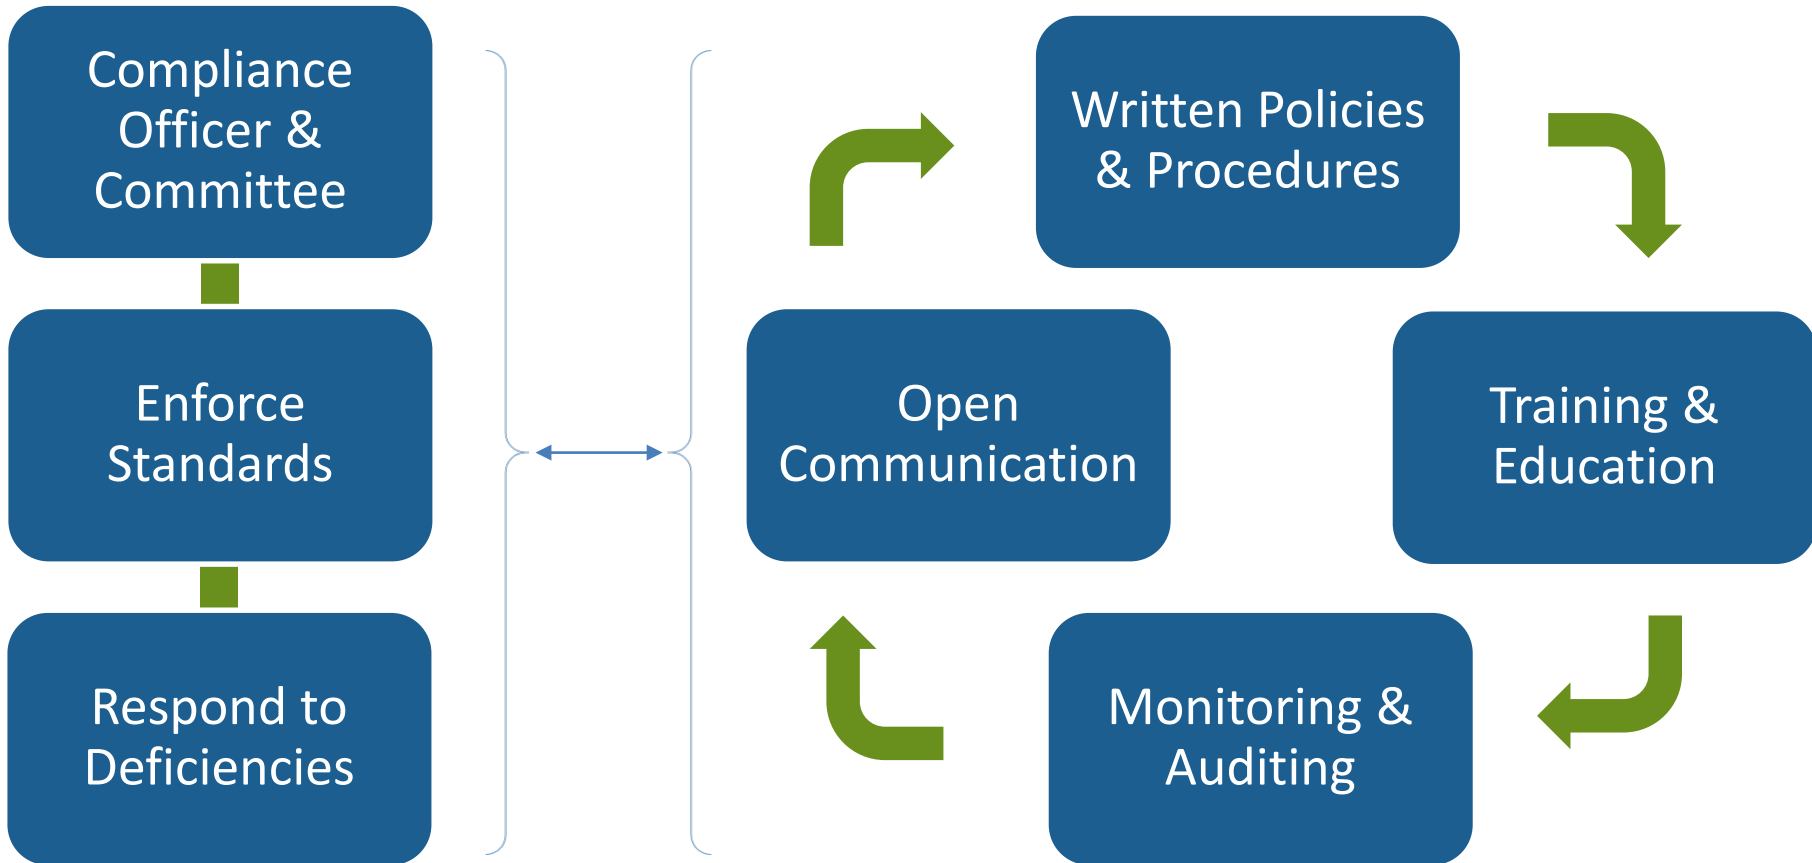 Compliance
Officer &
Committee
Enforce
Standards
Respond to
Deficiencies
Written Policies
& Procedures
Open
Communication
Training &
Education
Monitoring &
Auditing